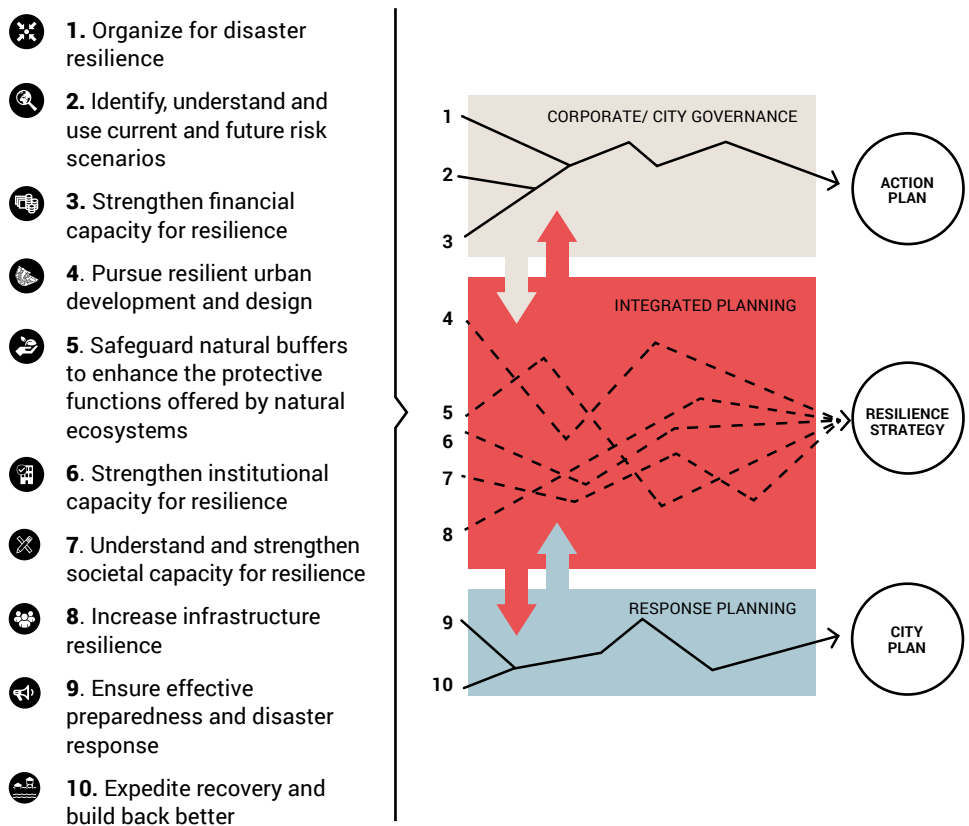 1. Organize for disaster
resilience
2. Identify, understand and
use current and future risk
scenarios
3. Strengthen financial
capacity for resilience
4. Pursue resilient urban
development and design
5. Safeguard natural buffers
to enhance the protective
functions offered by natural
ecosystems
6. Strengthen institutional
capacity for resilience
7. Understand and strengthen
societal capacity for resilience
8. Increase infrastructure
resilience
9. Ensure effective
preparedness and disaster
response
10. Expedite recovery and
build back better
CORPORATE/ CITY GOVERNANCE
1
2
3
ACTION
PLAN
INTEGRATED PLANNING
4
5
6
7
8
RESILIENCE
STRATEGY
RESPONSE PLANNING
9
10
CITY
PLAN